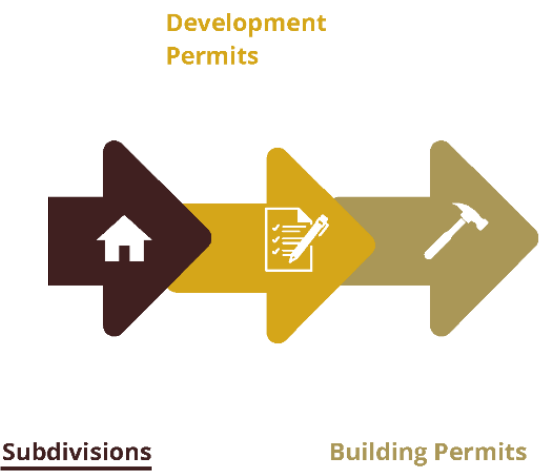 Development
Permits
Subdivisions
Building Permits